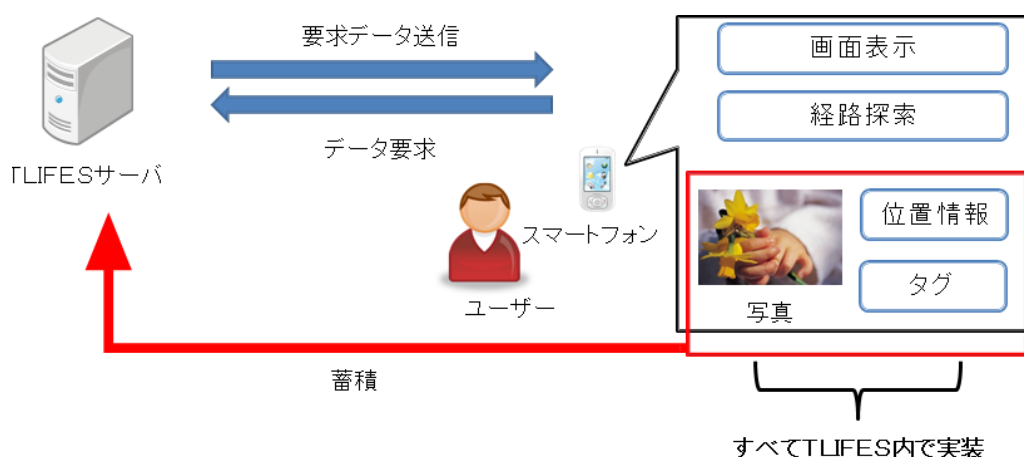 要求データ送信
データ要求
TLIFESサーバ
スマートフォン
ユーザー
画面表示
経路探索
位置情報
タグ
写真
蓄積
すべてTLIFES内で実装